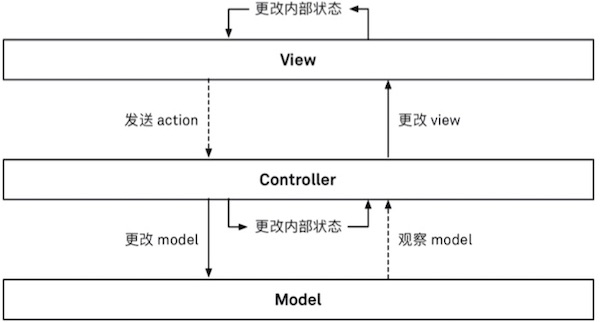 更改内部状态
View
发送 action
更改 view
Controller
更改内部状态
更改 model
观察 model
Model